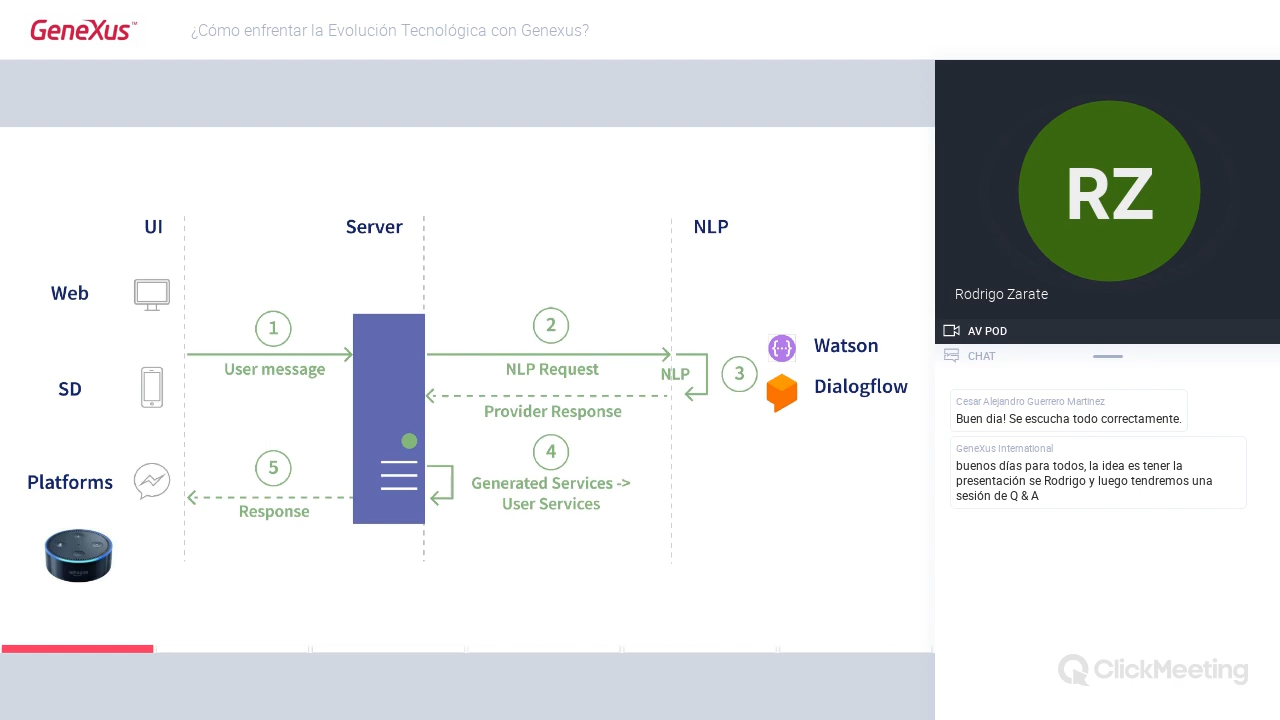 GeneXus™
¿Cómo enfrentar la Evolución Tecnológica con Genexus?
UI
Server
NLP
Web
SD
Platforms
1
User message
2
NLP Request
NLP
3
Provider Response
4
Generated Services ->
User Services
5
Response
Watson
Dialogflow
RZ
Rodrigo Zarate
AV POD
CHAT
Cesar Alejandro Guerrero Martinez
Buen dia! Se escucha todo correctamente.
GeneXus International
buenos días para todos, la idea es tener la
presentación se Rodrigo y luego tendremos una
sesión de Q & A
ClickMeeting